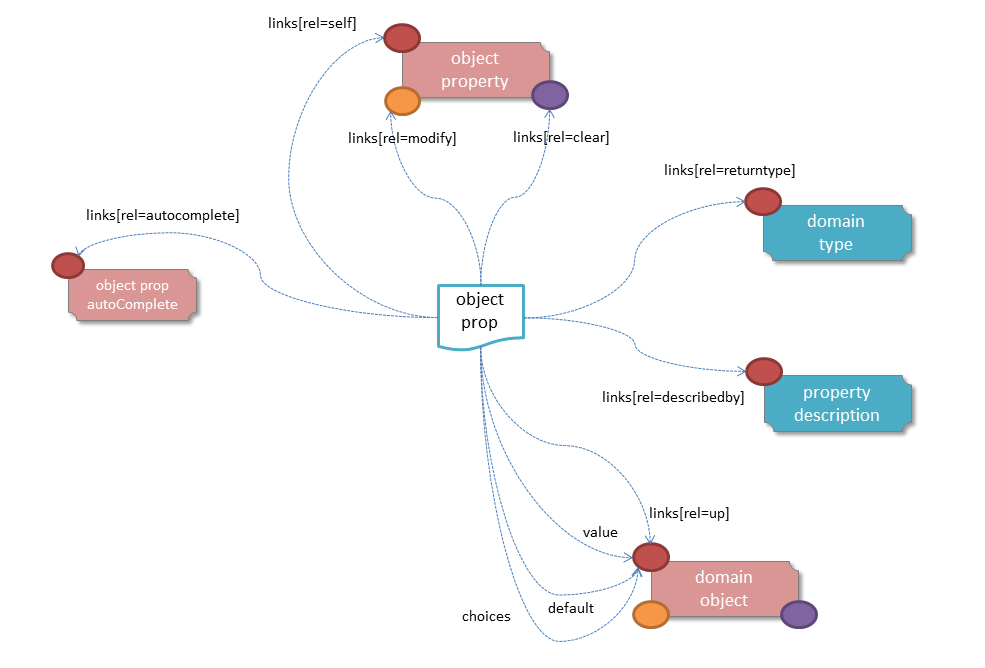 links[rel=self]
object
property
links[rel=modify]
links[rel=clear]
links[rel=returntype]
domain
type
links[rel=autocomplete]
object prop
autoComplete
object
prop
links[rel=describedby]
property
description
links[rel=up]
value
domain
object
default
choices